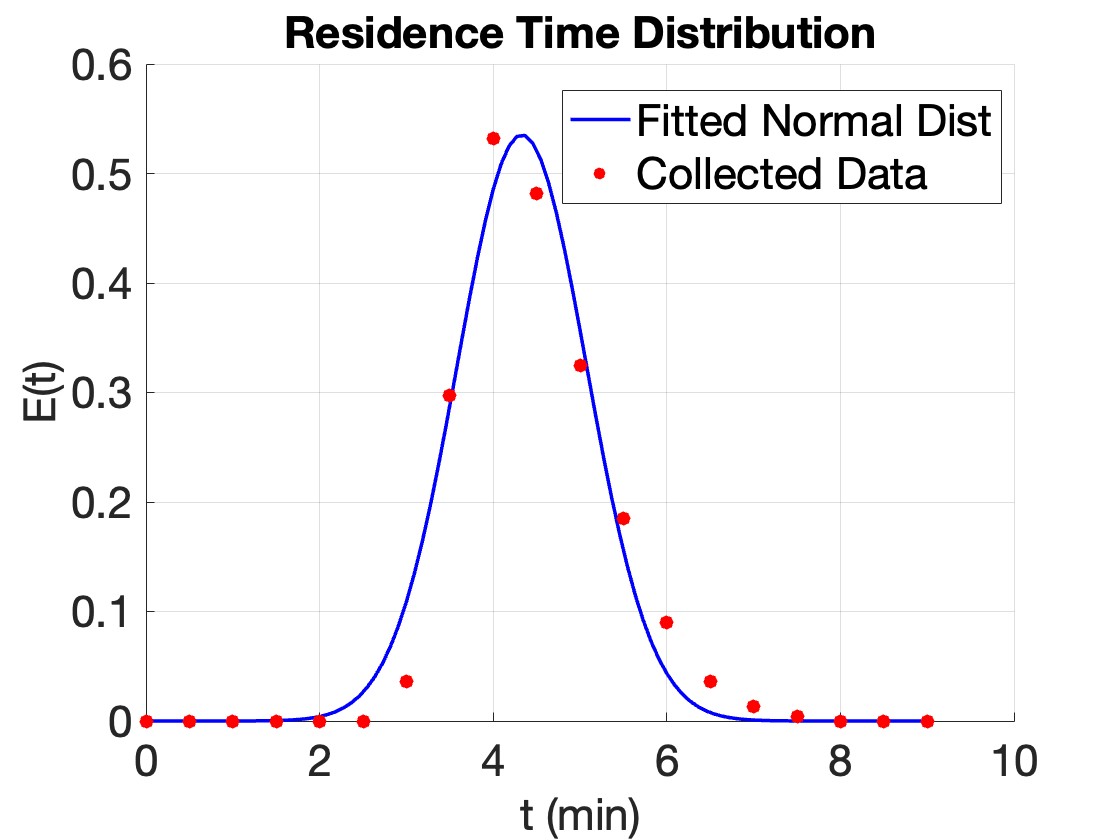 Residence Time Distribution
Fitted Normal Dist
Collected Data
E(t)
0.6
0.5
0.4
0.3
0.2
0.1
0
0 2 4 6 8 10
t (min)